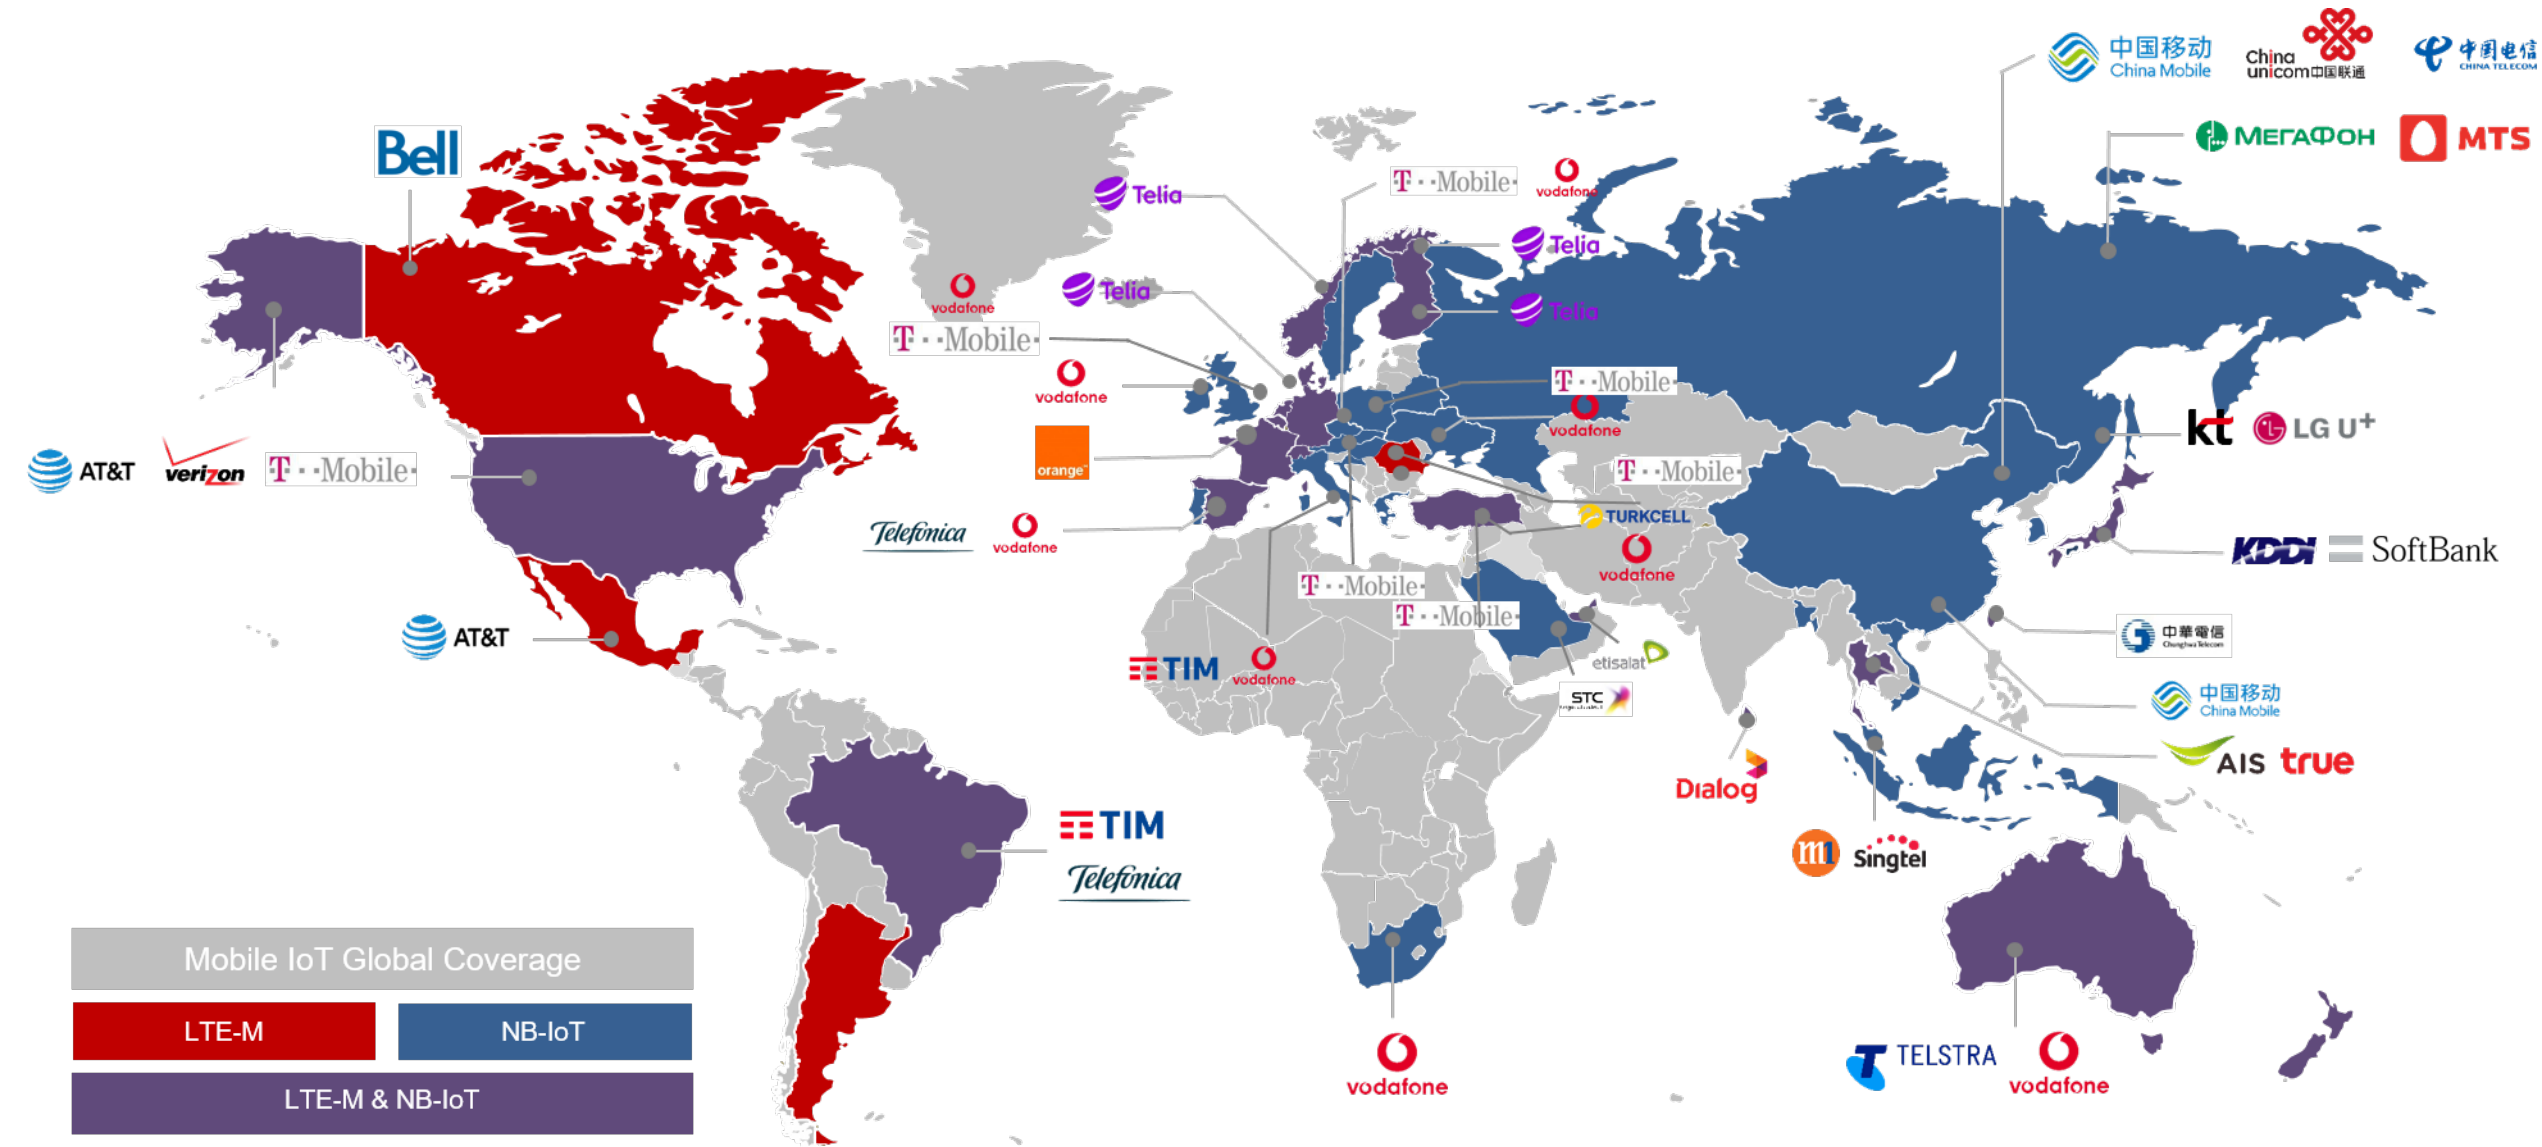 中国移动
China Mobile
China
unicom中国联通
中国电信
CHINA TELECOM
МЕГАФОН
MTS
Bell
T··Mobile·
vodafone
Telia
Telia
Telia
vodafone
Telia
T··Mobile·
vodafone
T··Mobile·
vodafone
orange
kt
LG U+
AT&T
verizon
T··Mobile·
T··Mobile·
TURKCELL
Telefónica
vodafone
vodafone
KDDI
SoftBank
T··Mobile·
T··Mobile·
AT&T
中華電信
Chunghwa Telecom
TIM
vodafone
etisalat
STC
中国移动
China Mobile
Dialog
AIS
true
TIM
Telefónica
m1
Singtel
Mobile IoT Global Coverage
LTE-M
NB-IoT
LTE-M & NB-IoT
vodafone
TELSTRA
vodafone